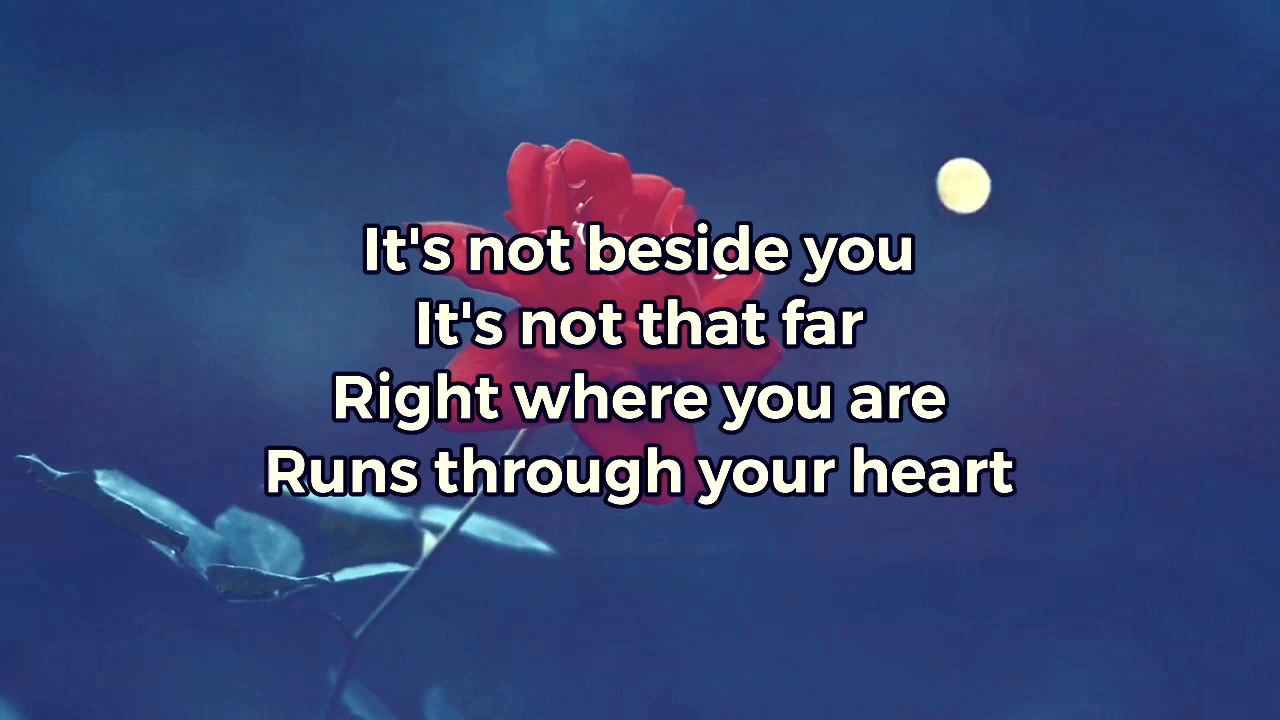 It's not beside you
It's not that far
Right where you are
Runs through your heart